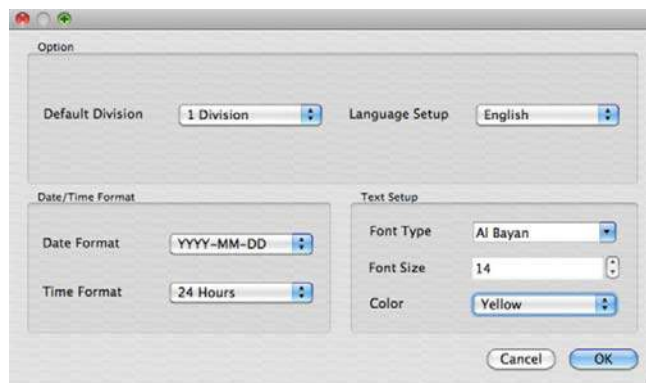 Option
Default Division 1 Division Language Setup English
Date/Time Format
Date Format YYYY-MM-DD
Time Format 24 Hours
Text Setup
Font Type Al Bayan
Font Size 14
Color Yellow
Cancel OK